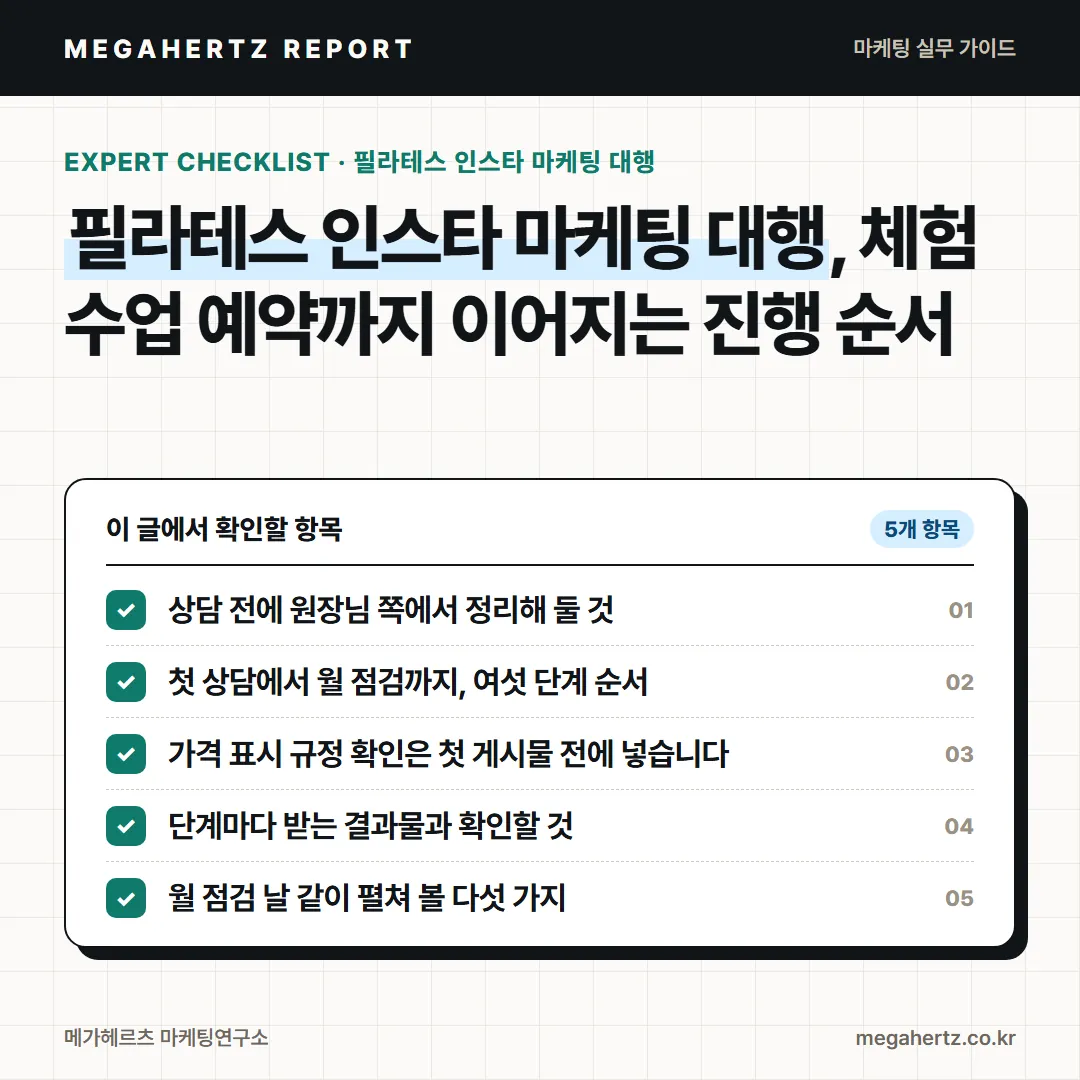 MEGAHERTZ REPORT
마케팅 실무 가이드
EXPERT CHECKLIST · 필라테스 인스타 마케팅 대행
필라테스 인스타 마케팅 대행, 체험
수업 예약까지 이어지는 진행 순서
이 글에서 확인할 항목
5개 항목
상담 전에 원장님 쪽에서 정리해 둘 것
01
첫 상담에서 월 점검까지, 여섯 단계 순서
02
가격 표시 규정 확인은 첫 게시물 전에 넣습니다
03
단계마다 받는 결과물과 확인할 것
04
월 점검 날 같이 펼쳐 볼 다섯 가지
05
메가헤르츠 마케팅연구소
megahertz.co.kr